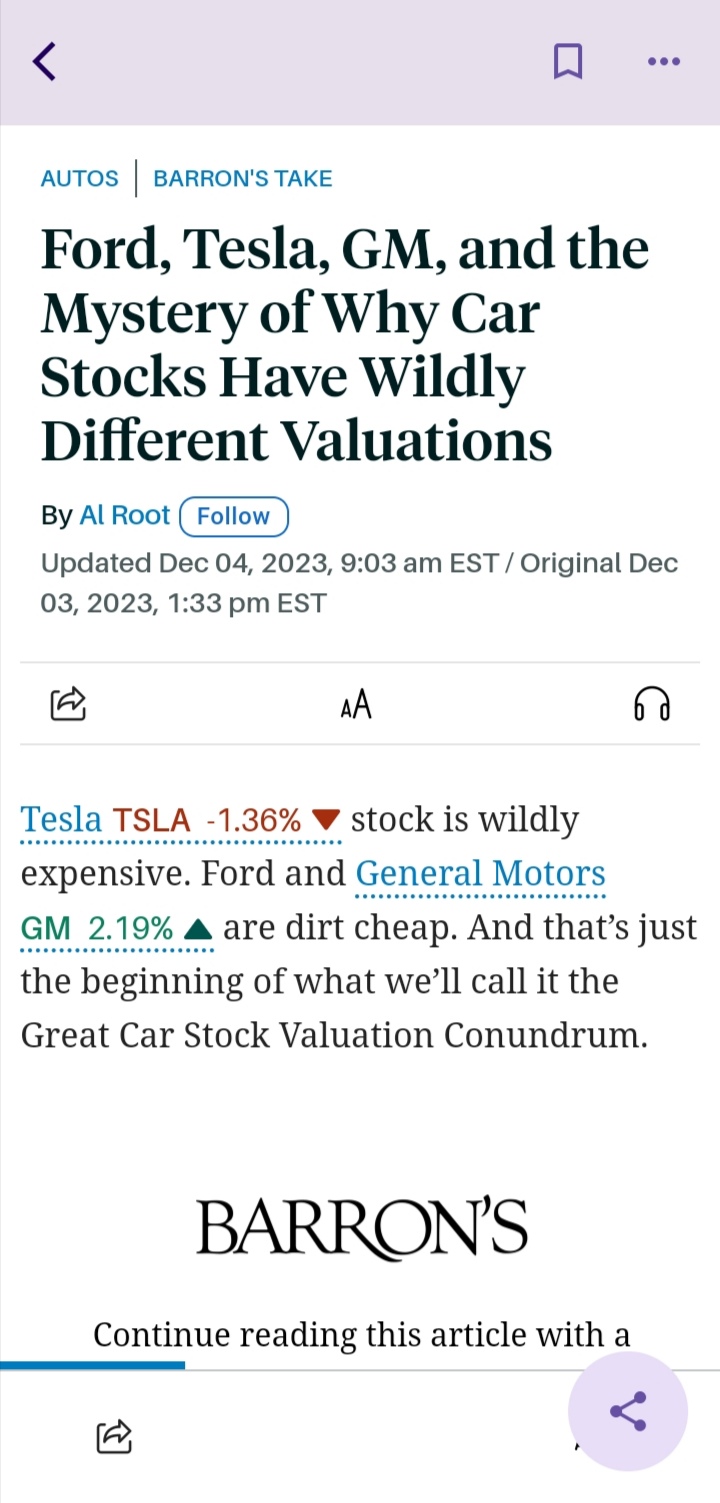 AUTOS | BARRON'S TAKE
Ford, Tesla, GM, and the
Mystery of Why Car
Stocks Have Wildly
Different Valuations
By Al Root Follow
Updated Dec 04, 2023, 9:03 am EST / Original Dec
03, 2023, 1:33 pm EST
AA
Tesla TSLA -1.36% ▼ stock is wildly
expensive. Ford and General Motors
GM 2.19% ▲ are dirt cheap. And that’s just
the beginning of what we’ll call it the
Great Car Stock Valuation Conundrum.
BARRON'S
Continue reading this article with a